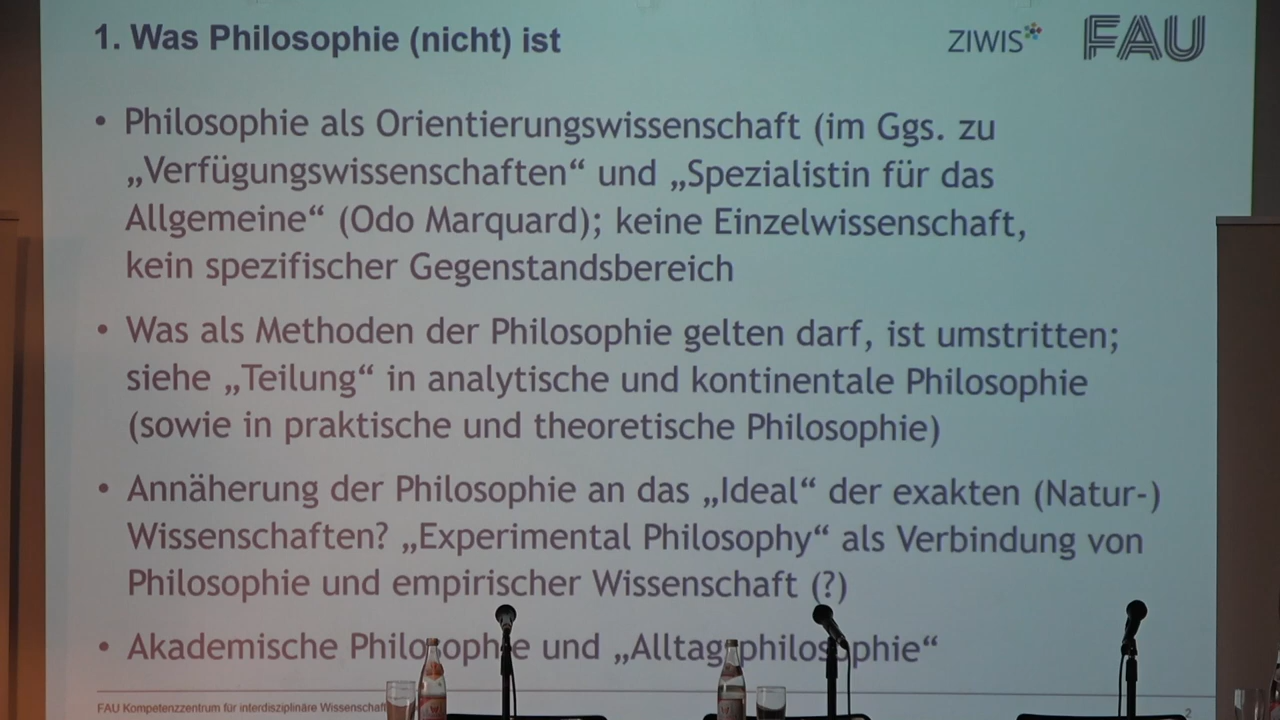 1. Was Philosophie (nicht) ist
ZIWIS
FAU
• Philosophie als Orientierungswissenschaft (im Ggs. zu
„Verfügungswissenschaften“ und „Spezialistin für das
Allgemeine“ (Odo Marquard); keine Einzelwissenschaft,
kein spezifischer Gegenstandsbereich
• Was als Methoden der Philosophie gelten darf, ist umstritten;
siehe „Teilung“ in analytische und kontinentale Philosophie
(sowie in praktische und theoretische Philosophie)
• Annäherung der Philosophie an das „Ideal“ der exakten (Natur-)
Wissenschaften? „Experimental Philosophy“ als Verbindung von
Philosophie und empirischer Wissenschaft (?)
• Akademische Philosophie und „Alltagsphilosophie“
FAU Kompetenzzentrum für interdisziplinäre Wissenschaf
2